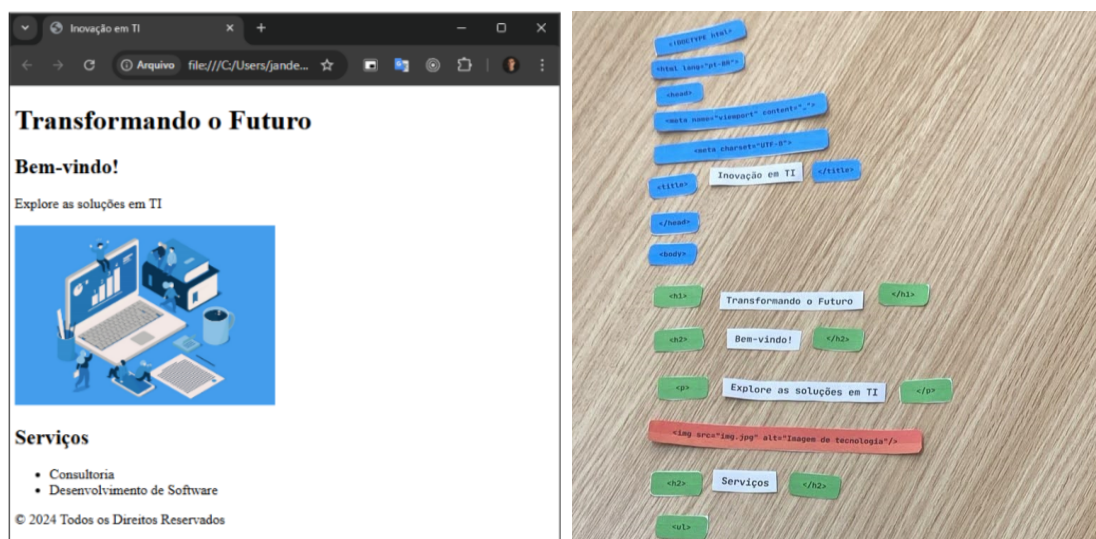 Inovação em TI
Arquivo file:///C:/Users/jande...
Transformando o Futuro
Bem-vindo!
Explore as soluções em TI
Serviços
Consultoria
Desenvolvimento de Software
© 2024 Todos os Direitos Reservados
<!DOCTYPE html>
<html lang="pt-BR">
<head>
<meta name="viewport" content="…">
<meta charset="UTF-8">
<title> Inovação em TI </title>
</head>
<body>
<h1> Transformando o Futuro </h1>
<h2> Bem-vindo! </h2>
<p> Explore as soluções em TI </p>
<img src="img.jpg" alt="Imagem de tecnologia"/>
<h2> Serviços </h2>
<ul>